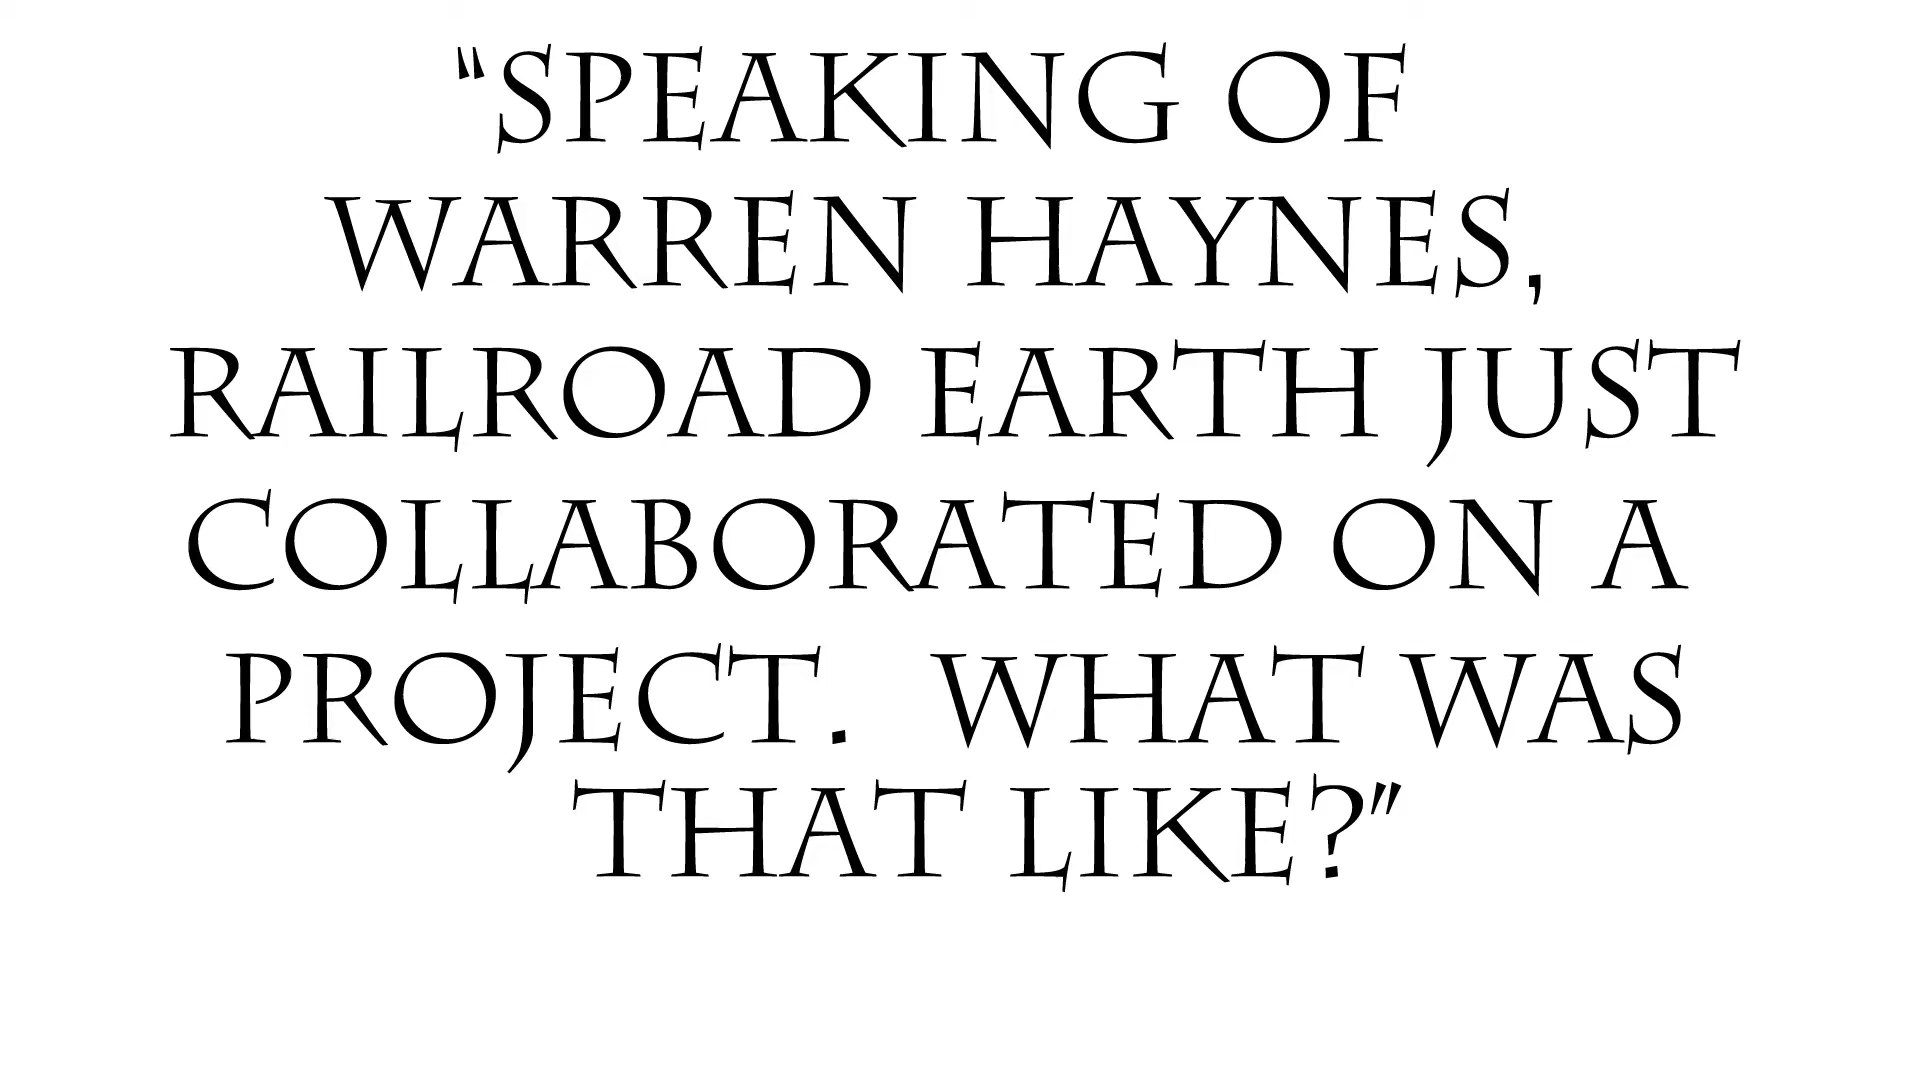 “SPEAKING OF
WARREN HAYNES,
RAILROAD EARTH JUST
COLLABORATED ON A
PROJECT.  WHAT WAS
THAT LIKE?”